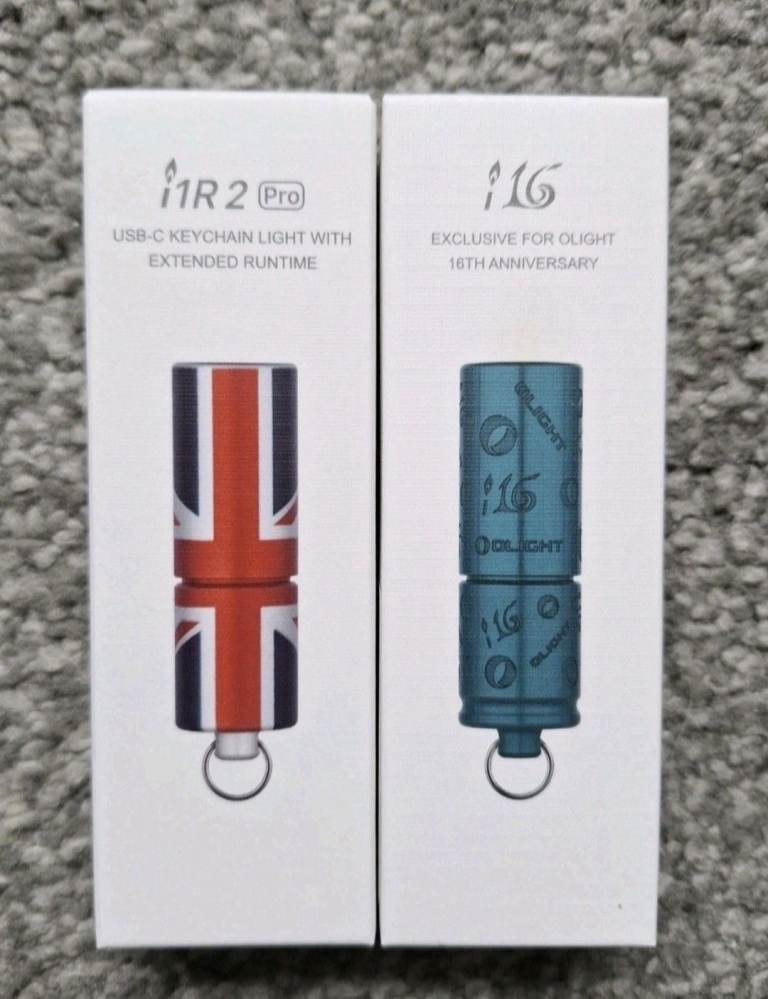 i1R 2 Pro
USB-C KEYCHAIN LIGHT WITH
EXTENDED RUNTIME
i16
EXCLUSIVE FOR OLIGHT
16TH ANNIVERSARY
OLIGHT
i16
OLIGHT
i16
OLIGHT